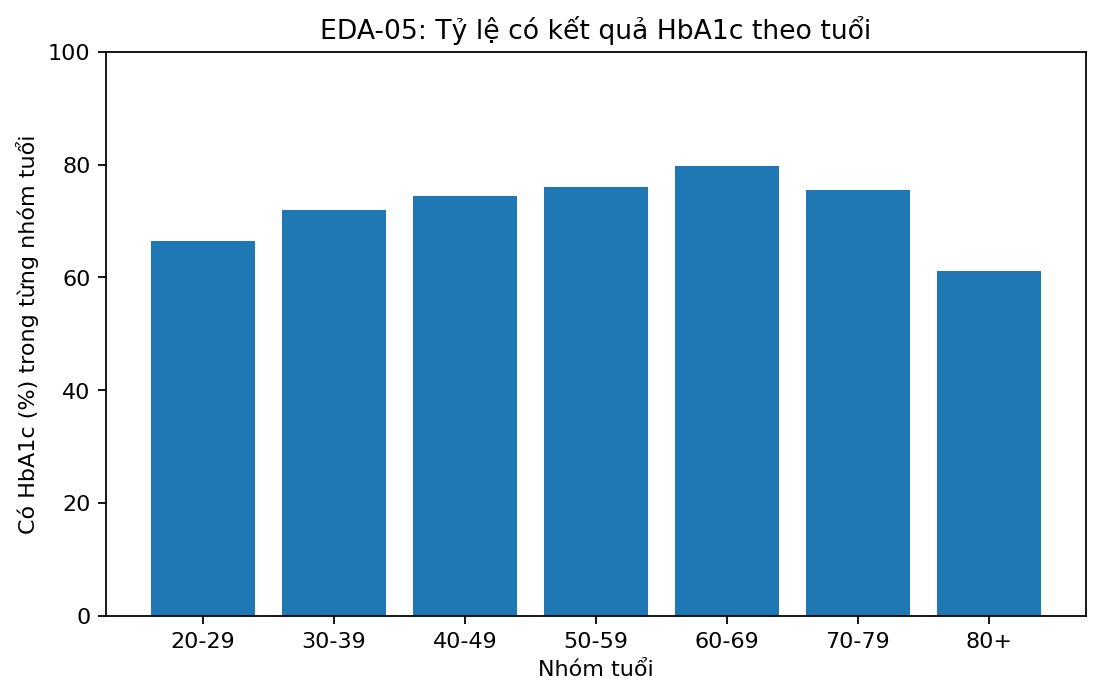 EDA-05: Tỷ lệ có kết quả HbA1c theo tuổi
Có HbA1c (%) trong từng nhóm tuổi
100
80
60
40
20
0
20-29 30-39 40-49 50-59 60-69 70-79 80+
Nhóm tuổi